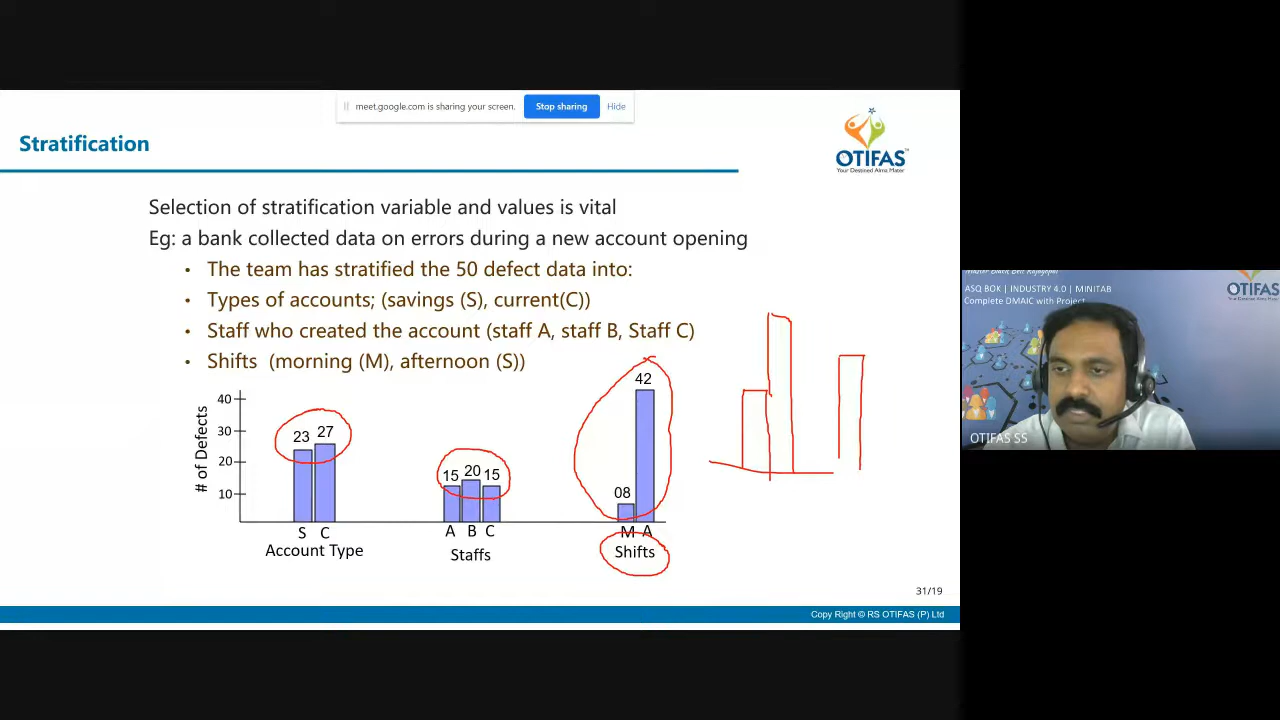 meet.google.com is sharing your screen. Stop sharing Hide
Stratification
OTIFAS
Your Destined Alma Mater
Selection of stratification variable and values is vital
Eg: a bank collected data on errors during a new account opening
• The team has stratified the 50 defect data into:
• Types of accounts; (savings (S), current(C))
• Staff who created the account (staff A, staff B, Staff C)
• Shifts (morning (M), afternoon (S))
# of Defects
40
30
20
10
23 27
15 20 15
08 42
S C
A B C
M A
Account Type
Staffs
Shifts
31/19
Copy Right © RS OTIFAS (P) Ltd
ASQ BOK | INDUSTRY 4.0 | MINITAB
Complete DMAIC with Project
OTIFAS
OTIFAS SS